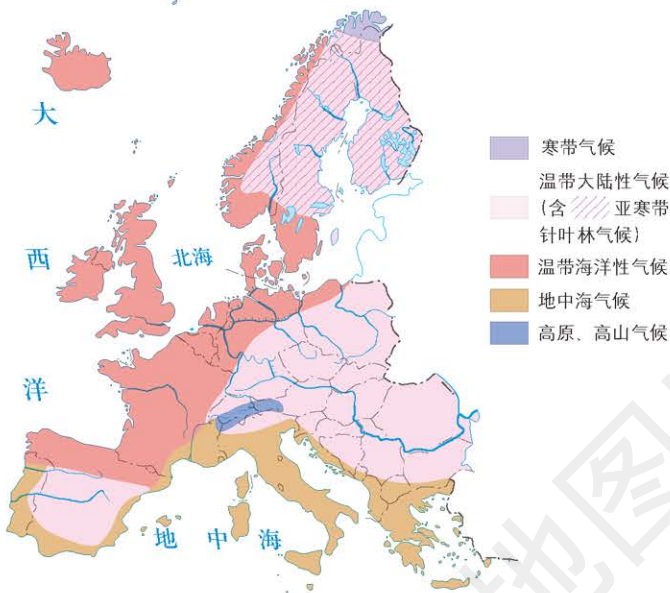 大
西
洋
北海
地中海
寒带气候
温带大陆性气候
(含 亚寒带
针叶林气候)
温带海洋性气候
地中海气候
高原、高山气候
地图